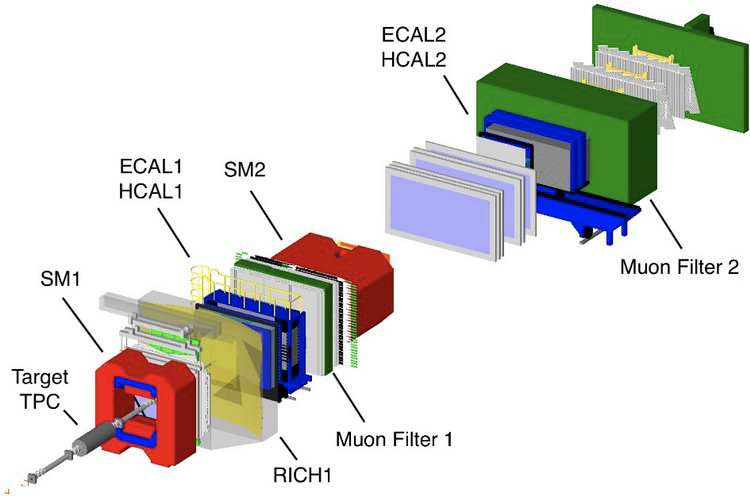 ECAL2
HCAL2
ECAL1
HCAL1
SM2
SM1
Muon Filter 2
Target
TPC
Muon Filter 1
RICH1